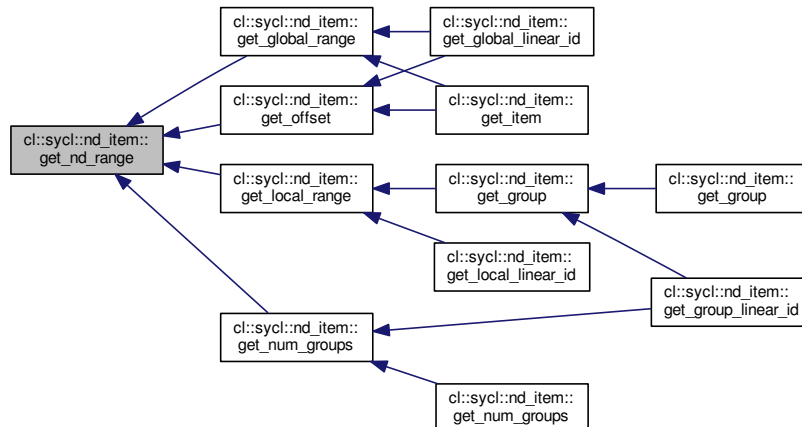 cl::sycl::nd_item::
get_nd_range
cl::sycl::nd_item::
get_global_range
cl::sycl::nd_item::
get_offset
cl::sycl::nd_item::
get_local_range
cl::sycl::nd_item::
get_num_groups
cl::sycl::nd_item::
get_global_linear_id
cl::sycl::nd_item::
get_item
cl::sycl::nd_item::
get_group
cl::sycl::nd_item::
get_local_linear_id
cl::sycl::nd_item::
get_num_groups
cl::sycl::nd_item::
get_group
cl::sycl::nd_item::
get_group_linear_id